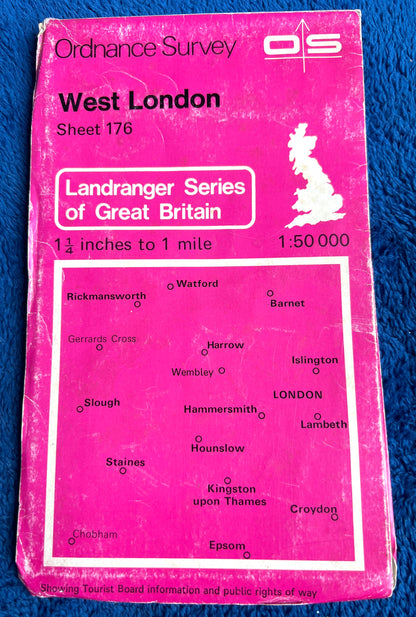 Ordnance Survey
OS
West London
Sheet 176
Landranger Series
of Great Britain
1¼ inches to 1 mile
1:50 000
Watford
Rickmansworth
Barnet
Gerrards Cross
Harrow
Islington
Wembley
LONDON
Slough
Hammersmith
Lambeth
Hounslow
Staines
Kingston
upon Thames
Croydon
Chobham
Epsom
Showing Tourist Board information and public rights of way